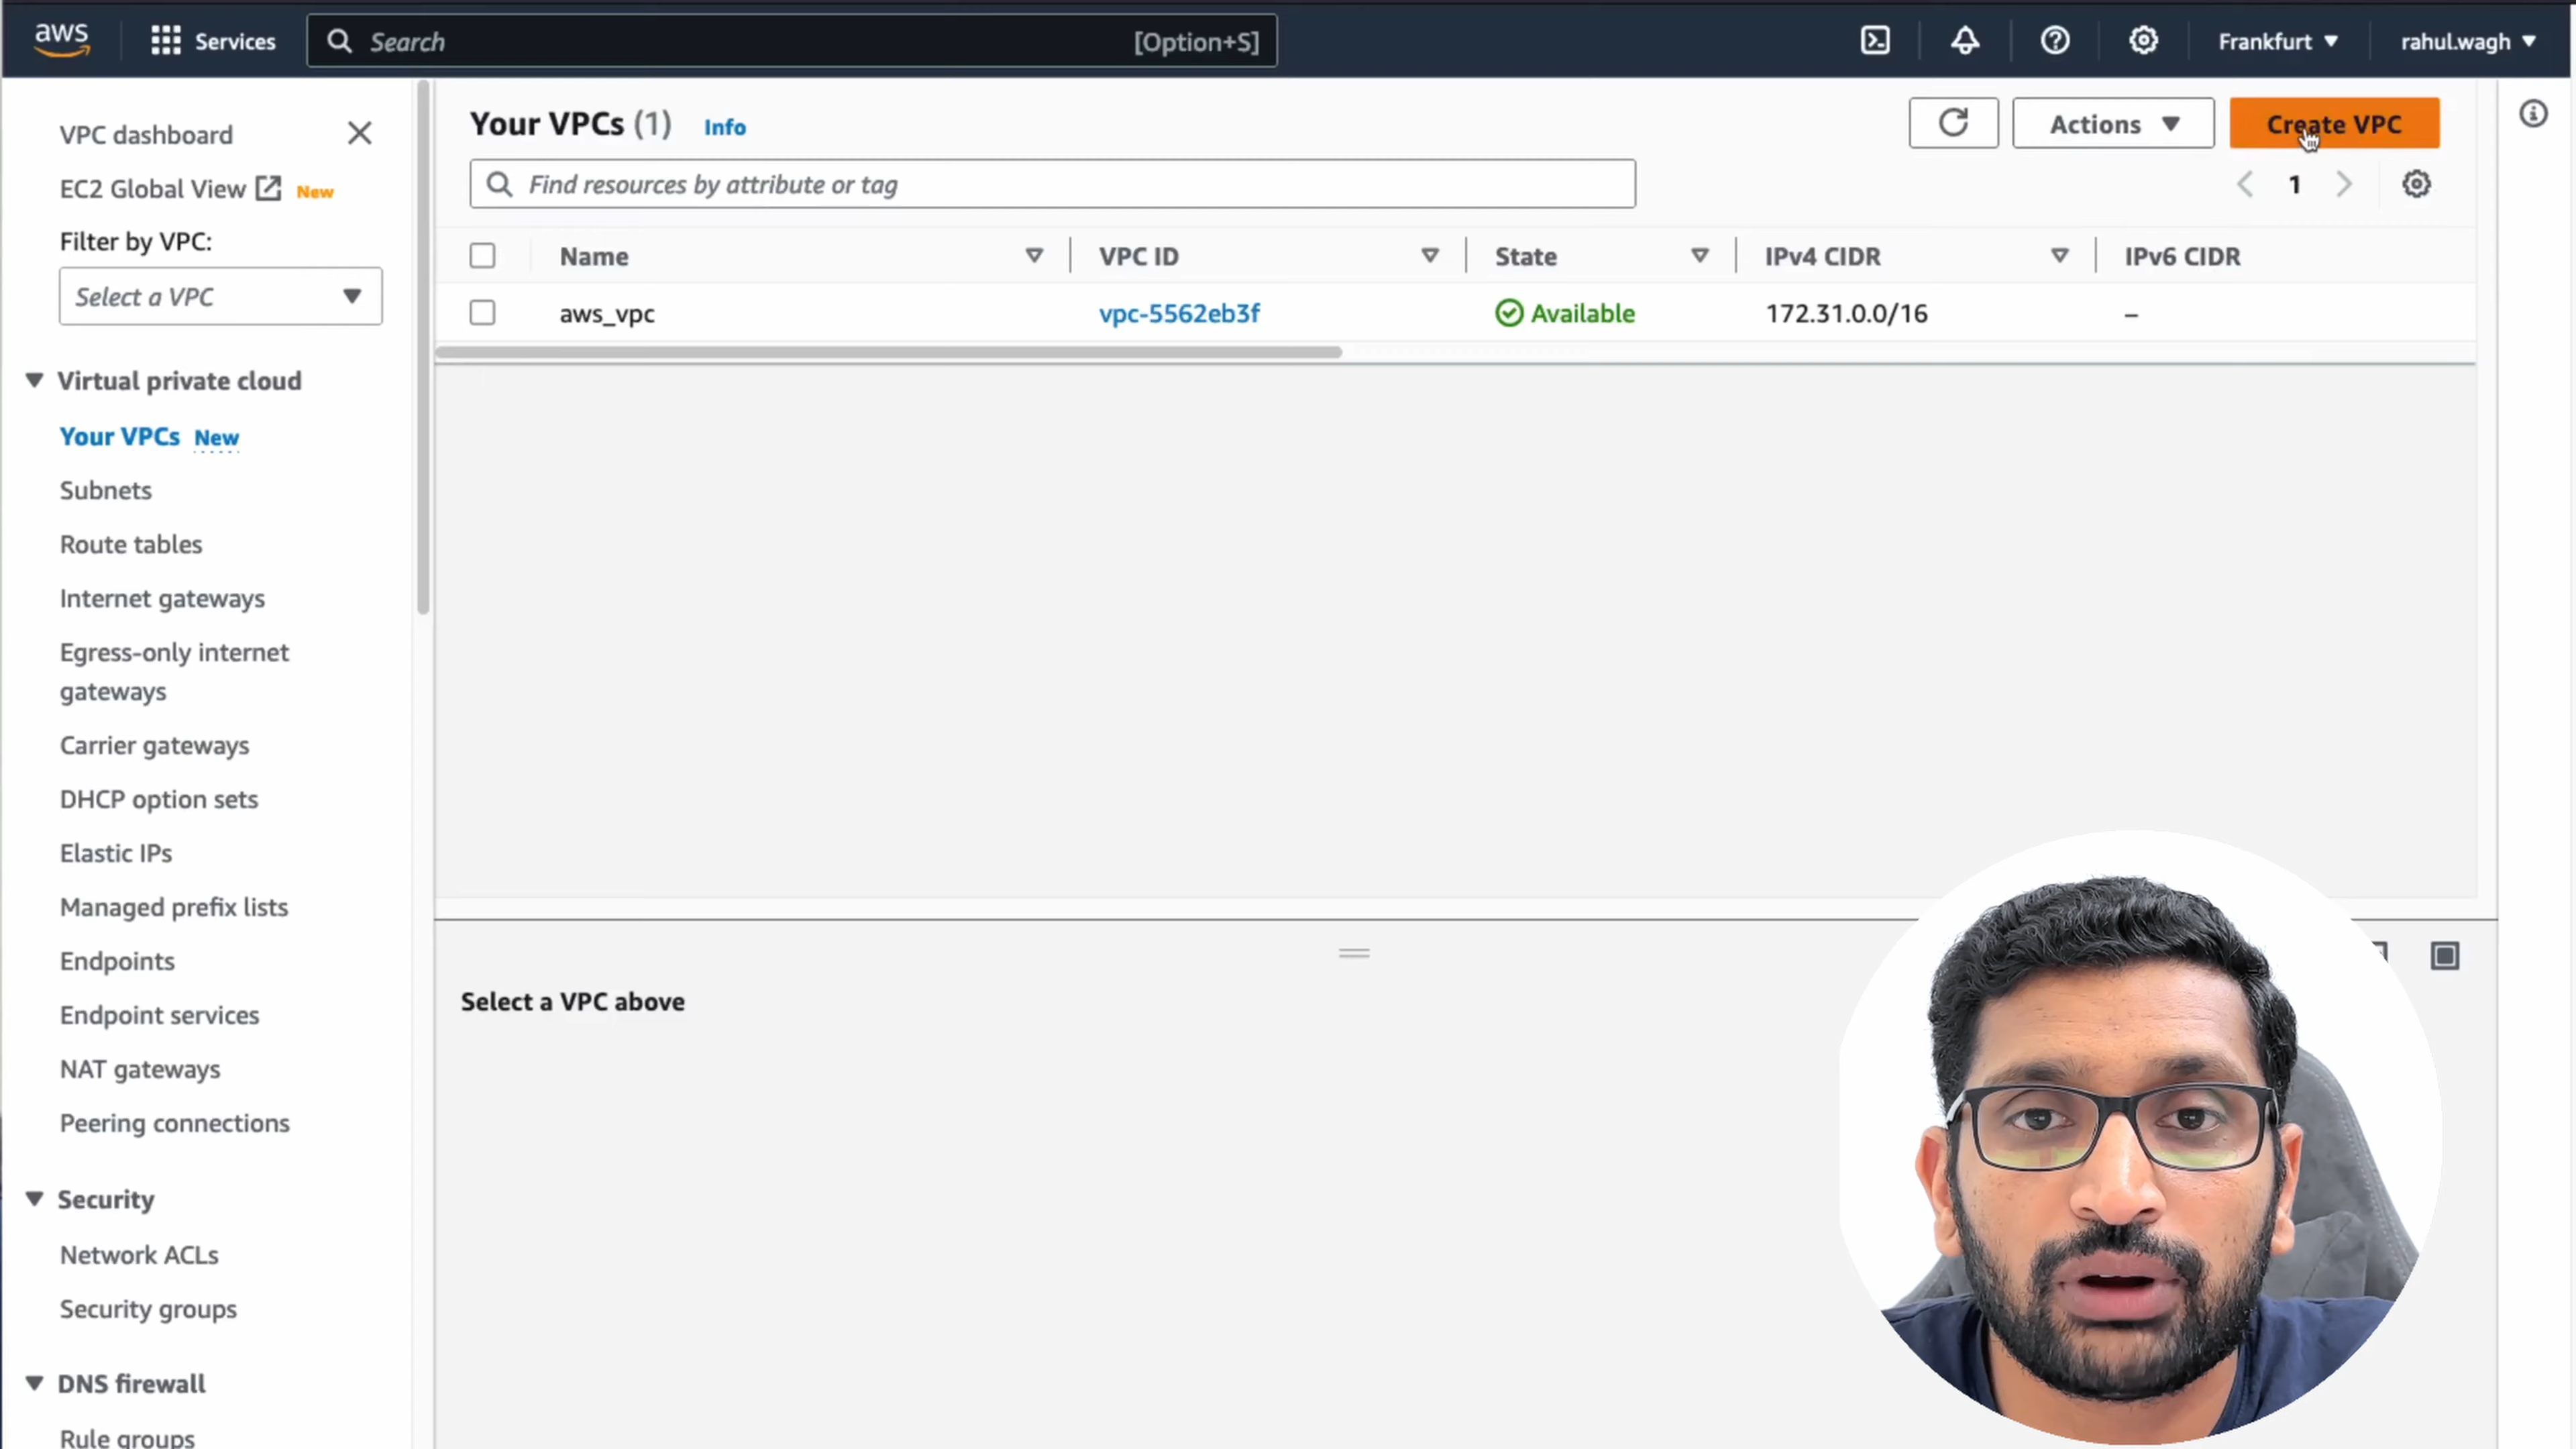 aws
Services
Search
[Option+S]
Frankfurt
rahul.wagh
VPC dashboard
EC2 Global View New
Filter by VPC:
Select a VPC
Virtual private cloud
Your VPCs New
Subnets
Route tables
Internet gateways
Egress-only internet
gateways
Carrier gateways
DHCP option sets
Elastic IPs
Managed prefix lists
Endpoints
Endpoint services
NAT gateways
Peering connections
Security
Network ACLs
Security groups
DNS firewall
Rule groups
Your VPCs (1) Info
Actions
Create VPC
Find resources by attribute or tag
1
Name VPC ID State IPv4 CIDR IPv6 CIDR
aws_vpc vpc-5562eb3f Available 172.31.0.0/16 –
Select a VPC above